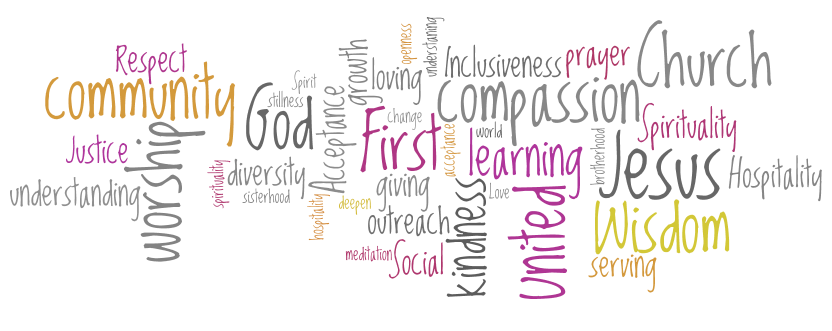 Respect
Community
Justice
understanding
worship
spirituality
diversity
sisterhood
God
Spirit
stillness
Acceptance
growth
hospitality
deepen
loving
openness
understaning
change
First
acceptance
giving
outreach
meditation
Social
kindness
Inclusiveness
prayer
Compassion
world
learning
Love
united
Church
Spirituality
brotherhood
Jesus
Hospitality
Wisdom
serving